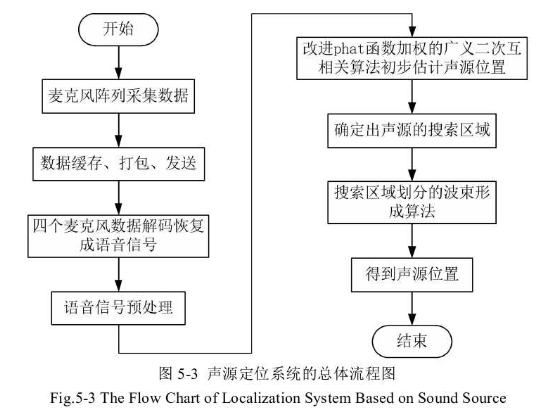 开始
麦克风阵列采集数据
数据缓存、打包、发送
四个麦克风数据解码恢复
成语音信号
语音信号预处理
改进phat函数加权的广义二次互
相关算法初步估计声源位置
确定出声源的搜索区域
搜索区域划分的波束形
成算法
得到声源位置
结束
图 5-3 声源定位系统的总体流程图
Fig.5-3 The Flow Chart of Localization System Based on Sound Source